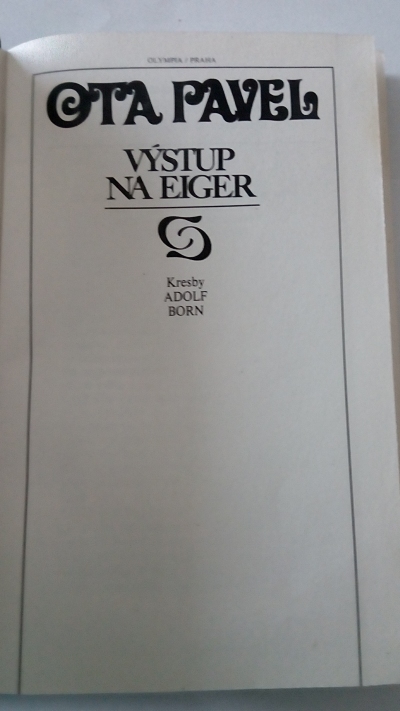 OLYMPIA / PRAHA
OTA PAVEL
VÝSTUP
NA EIGER
Kresby
ADOLF
BORN